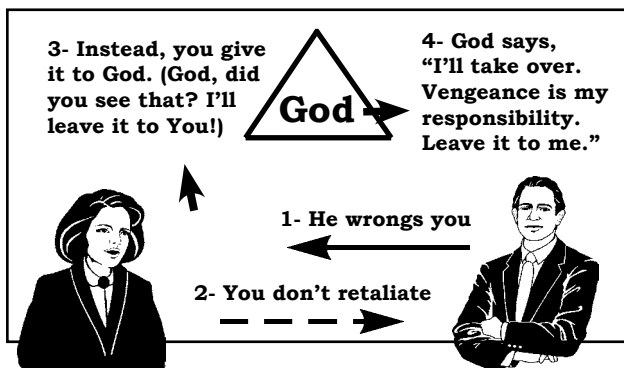 3- Instead, you give
it to God. (God, did
you see that? I'll
leave it to You!)
God
4- God says,
“I'll take over.
Vengeance is my
responsibility.
Leave it to me.”
1- He wrongs you
2- You don't retaliate